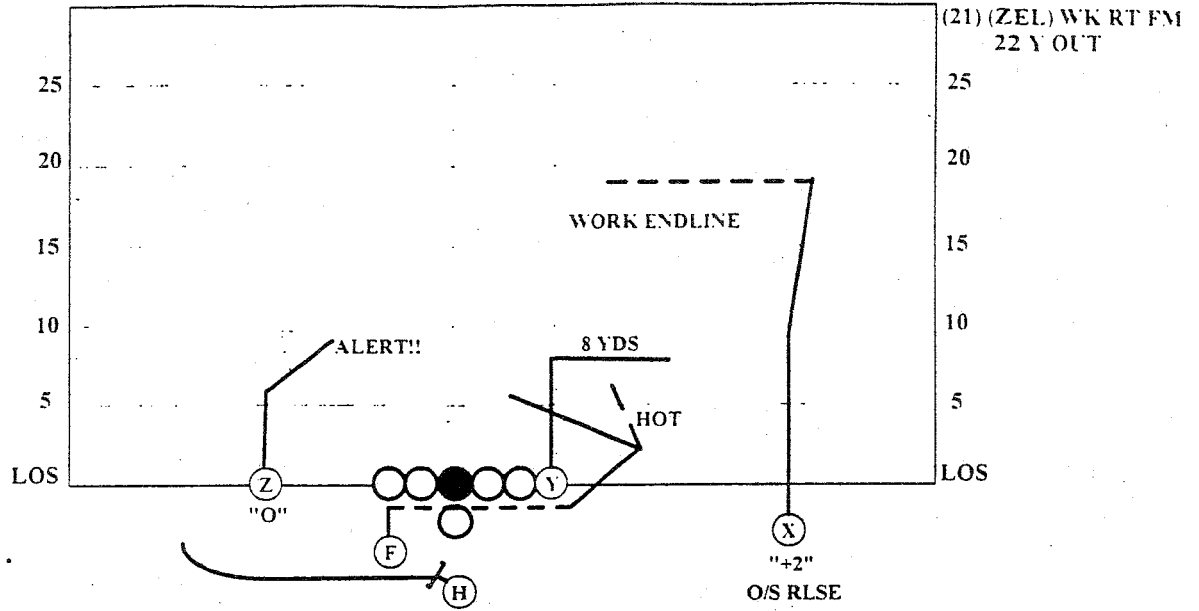 (21) (ZEL) WK RT FM
22 Y OUT
25
25
20
20
WORK ENDLINE
15
15
10
10
ALERT!!
8 YDS
5
5
HOT
LOS
LOS
Z
Y
"O"
X
F
"+2"
H
O/S RLSE